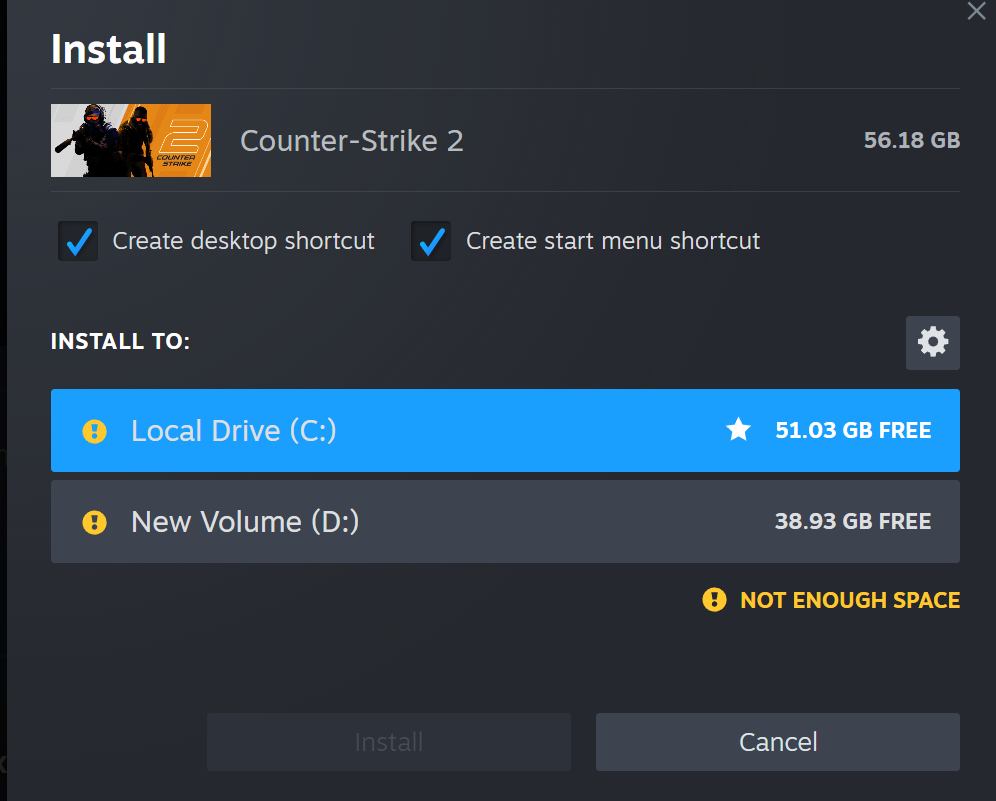 Install
2
COUNTER
STRIKE
Counter-Strike 2
56.18 GB
Create desktop shortcut
Create start menu shortcut
INSTALL TO:
Local Drive (C:)
51.03 GB FREE
New Volume (D:)
38.93 GB FREE
NOT ENOUGH SPACE
Install
Cancel